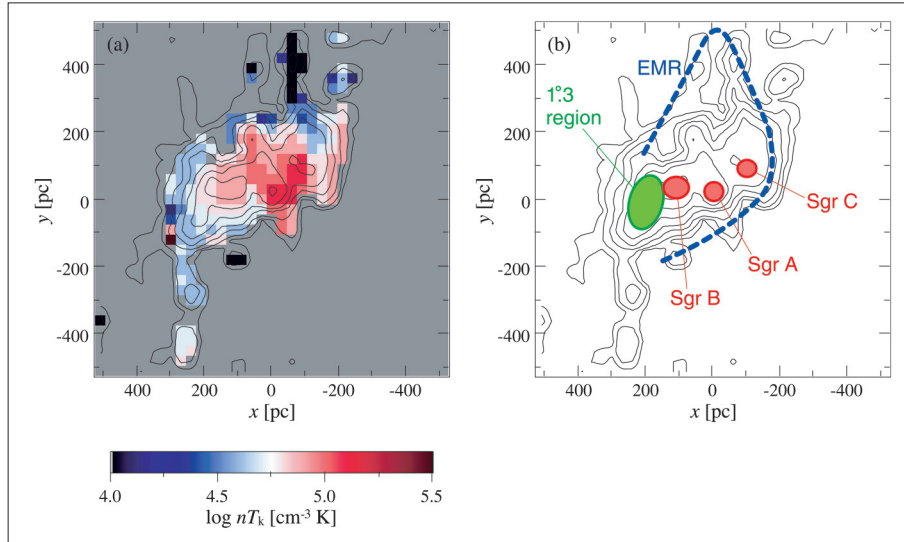 (a)
400
200
0
-200
-400
y [pc]
400 200 0 -200 -400
x [pc]
4.0 4.5 5.0 5.5
log nTk [cm⁻³ K]
(b)
EMR
1°.3
region
Sgr C
Sgr A
Sgr B
400
200
0
-200
-400
y [pc]
400 200 0 -200 -400
x [pc]